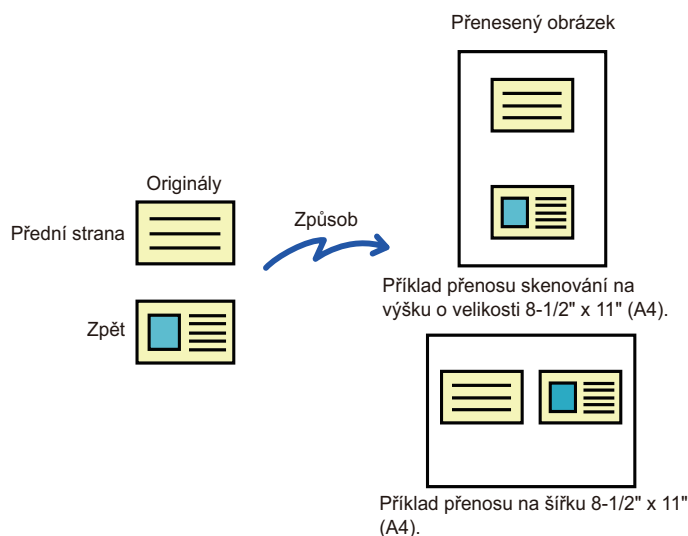 Přenesený obrázek
Originály
Přední strana
Způsob
Zpět
Příklad přenosu skenování na
výšku o velikosti 8-1/2" x 11" (A4).
Příklad přenosu na šířku 8-1/2" x 11"
(A4).